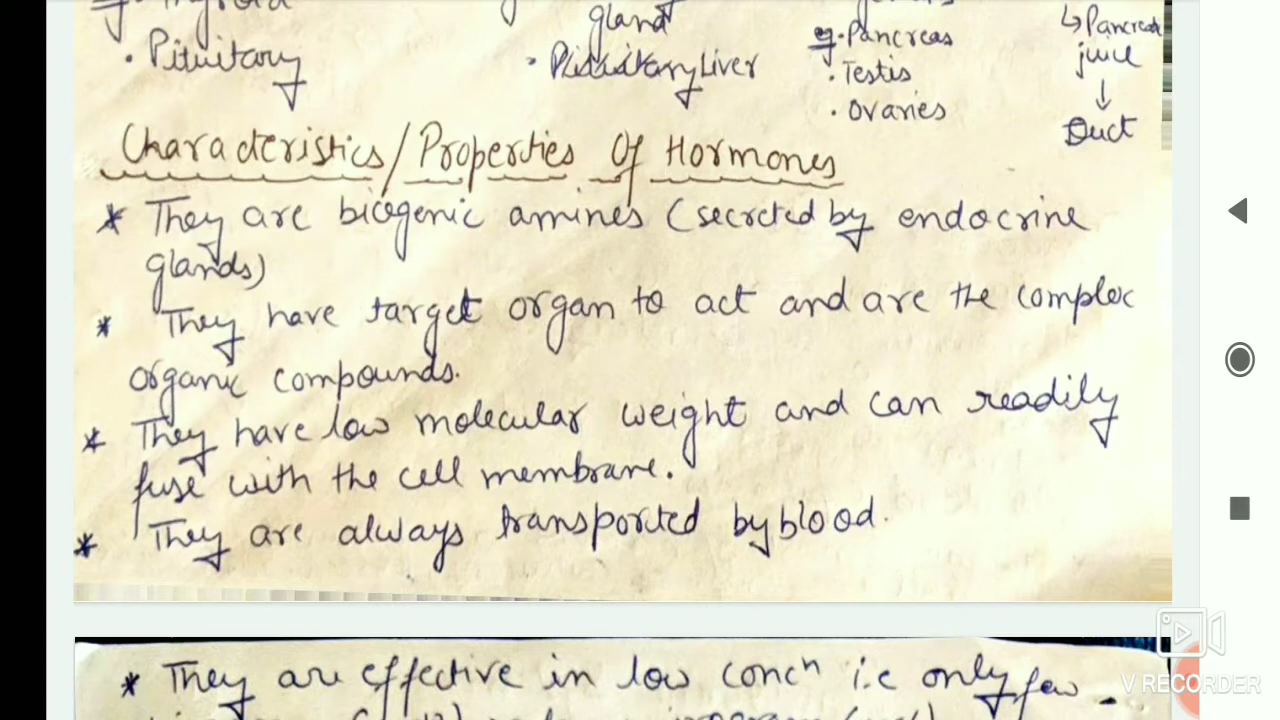 • Pituitary
gland
• Liver
eg • Pancreas
• Testis
• Ovaries
↳ Pancreatic
juice
↓
Duct
Characteristics/Properties Of Hormones
* They are biogenic amines (secreted by endocrine
glands)
* They have target organ to act and are the complex
organic compounds.
* They have low molecular weight and can readily
fuse with the cell membrane.
* They are always transported by blood.
* They are effective in low concn i.e only few -
V RECORDER